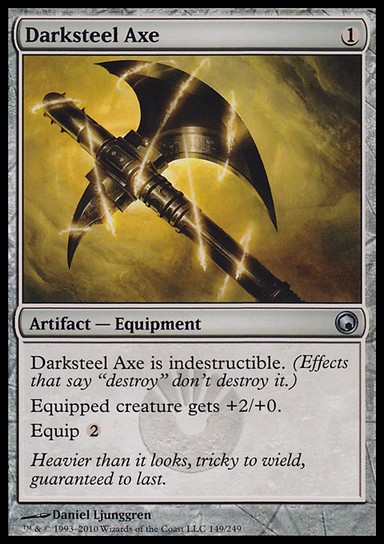 Darksteel Axe 1
Artifact — Equipment
Darksteel Axe is indestructible. (Effects
that say “destroy” don’t destroy it.)
Equipped creature gets +2/+0.
Equip 2
Heavier than it looks, tricky to wield,
guaranteed to last.
Daniel Ljunggren
™ & © 1993–2010 Wizards of the Coast LLC 149/249